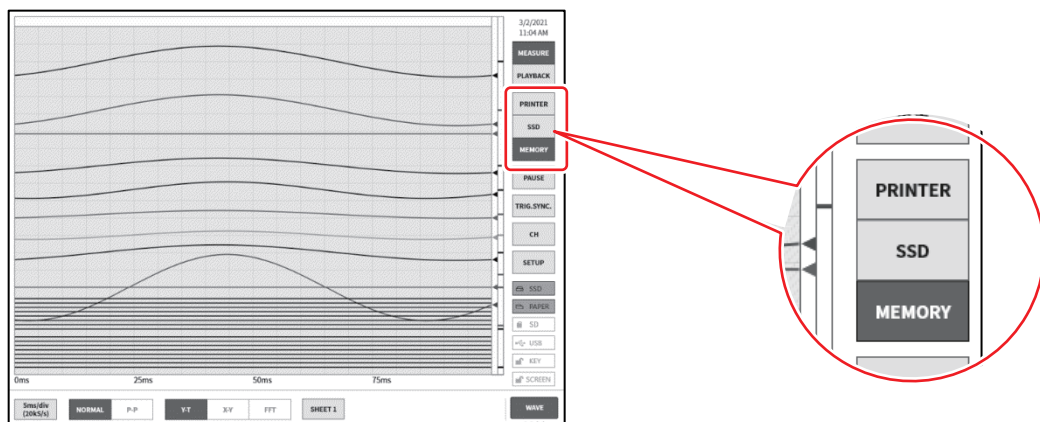 3/2/2021
11:04 AM
MEASURE
PLAYBACK
PRINTER
SSD
MEMORY
PAUSE
TRIG.SYNC.
CH
SETUP
SSD
PAPER
SD
USB
KEY
SCREEN
0ms 25ms 50ms 75ms
5ms/div
(20kS/s)
NORMAL P-P Y-T X-Y FFT SHEET 1 WAVE
PRINTER
SSD
MEMORY